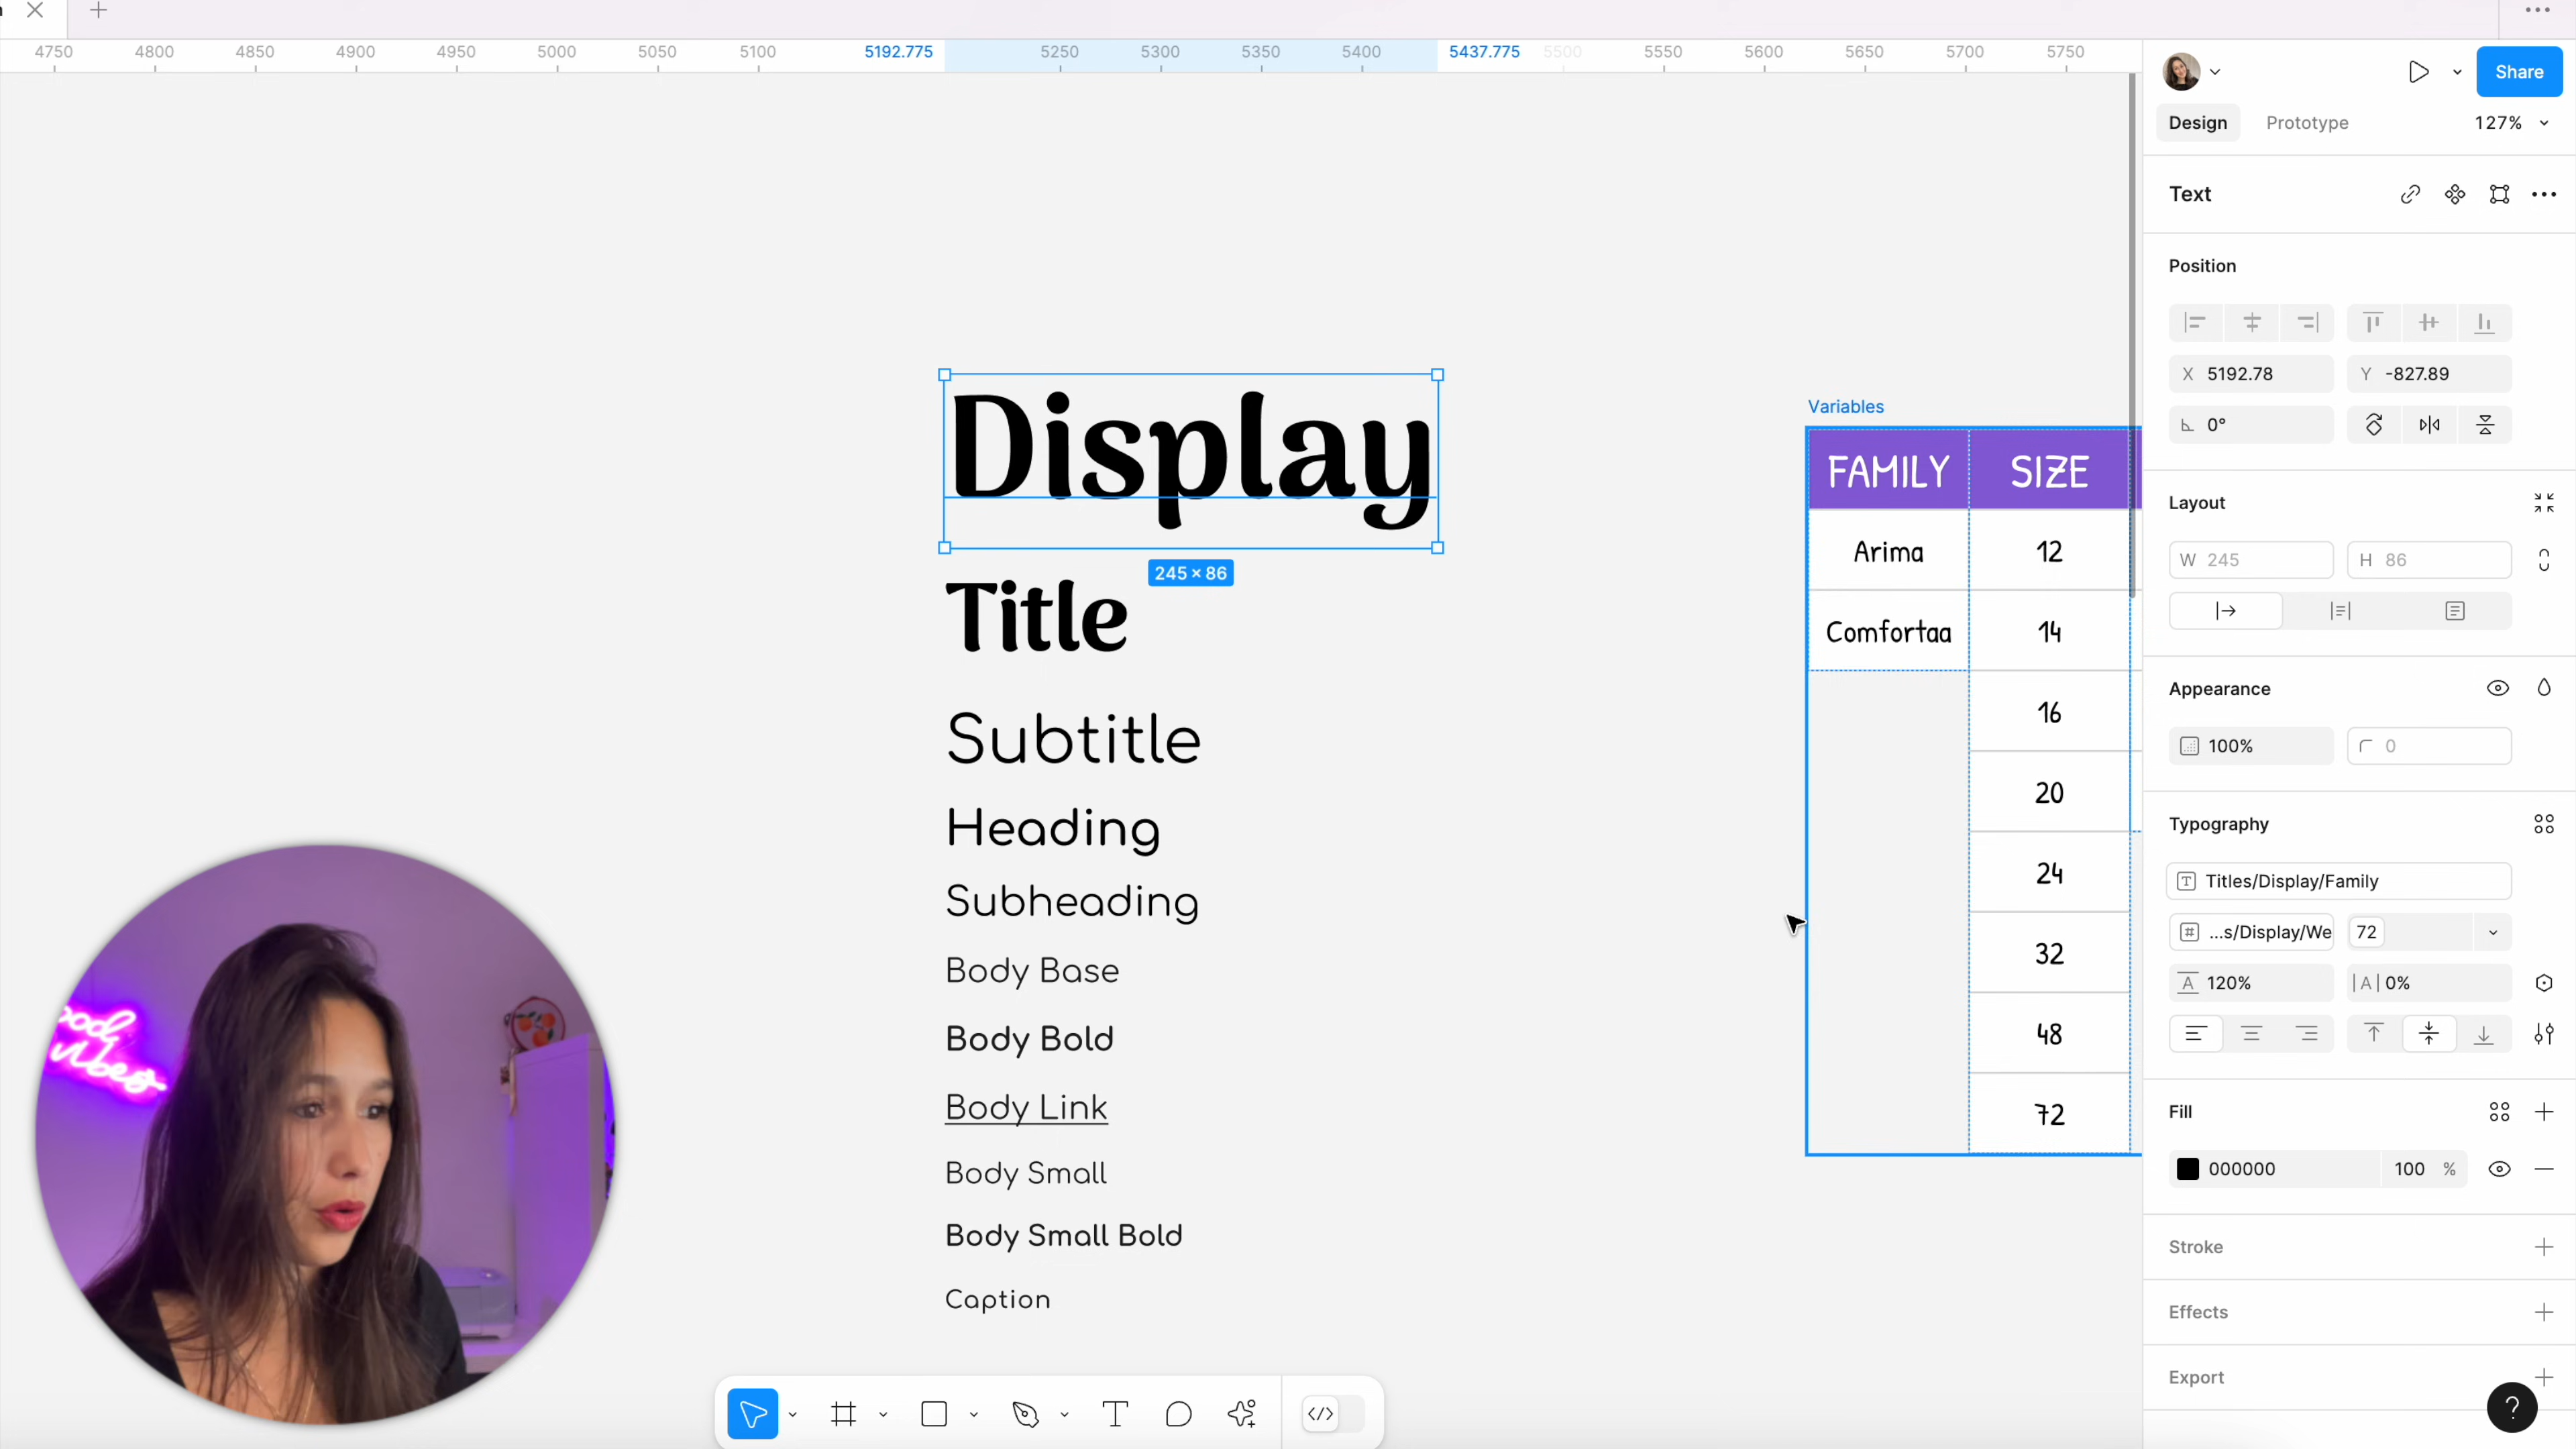 4750 4800 4850 4900 4950 5000 5050 5100 5192.775 5250 5300 5350 5400 5437.775 5500 5550 5600 5650 5700 5750
Share
Design Prototype 127%
Text
Position
X 5192.78 Y -827.89
0°
Layout
W 245 H 86
Appearance
100% 0
Typography
Titles/Display/Family
...s/Display/We 72
120% 0%
Fill
000000 100 %
Stroke
Effects
Export
?
Display
245 × 86
Title
Subtitle
Heading
Subheading
Body Base
Body Bold
Body Link
Body Small
Body Small Bold
Caption
Variables
FAMILY SIZE
Arima 12
Comfortaa 14
16
20
24
32
48
72
ood
vibes